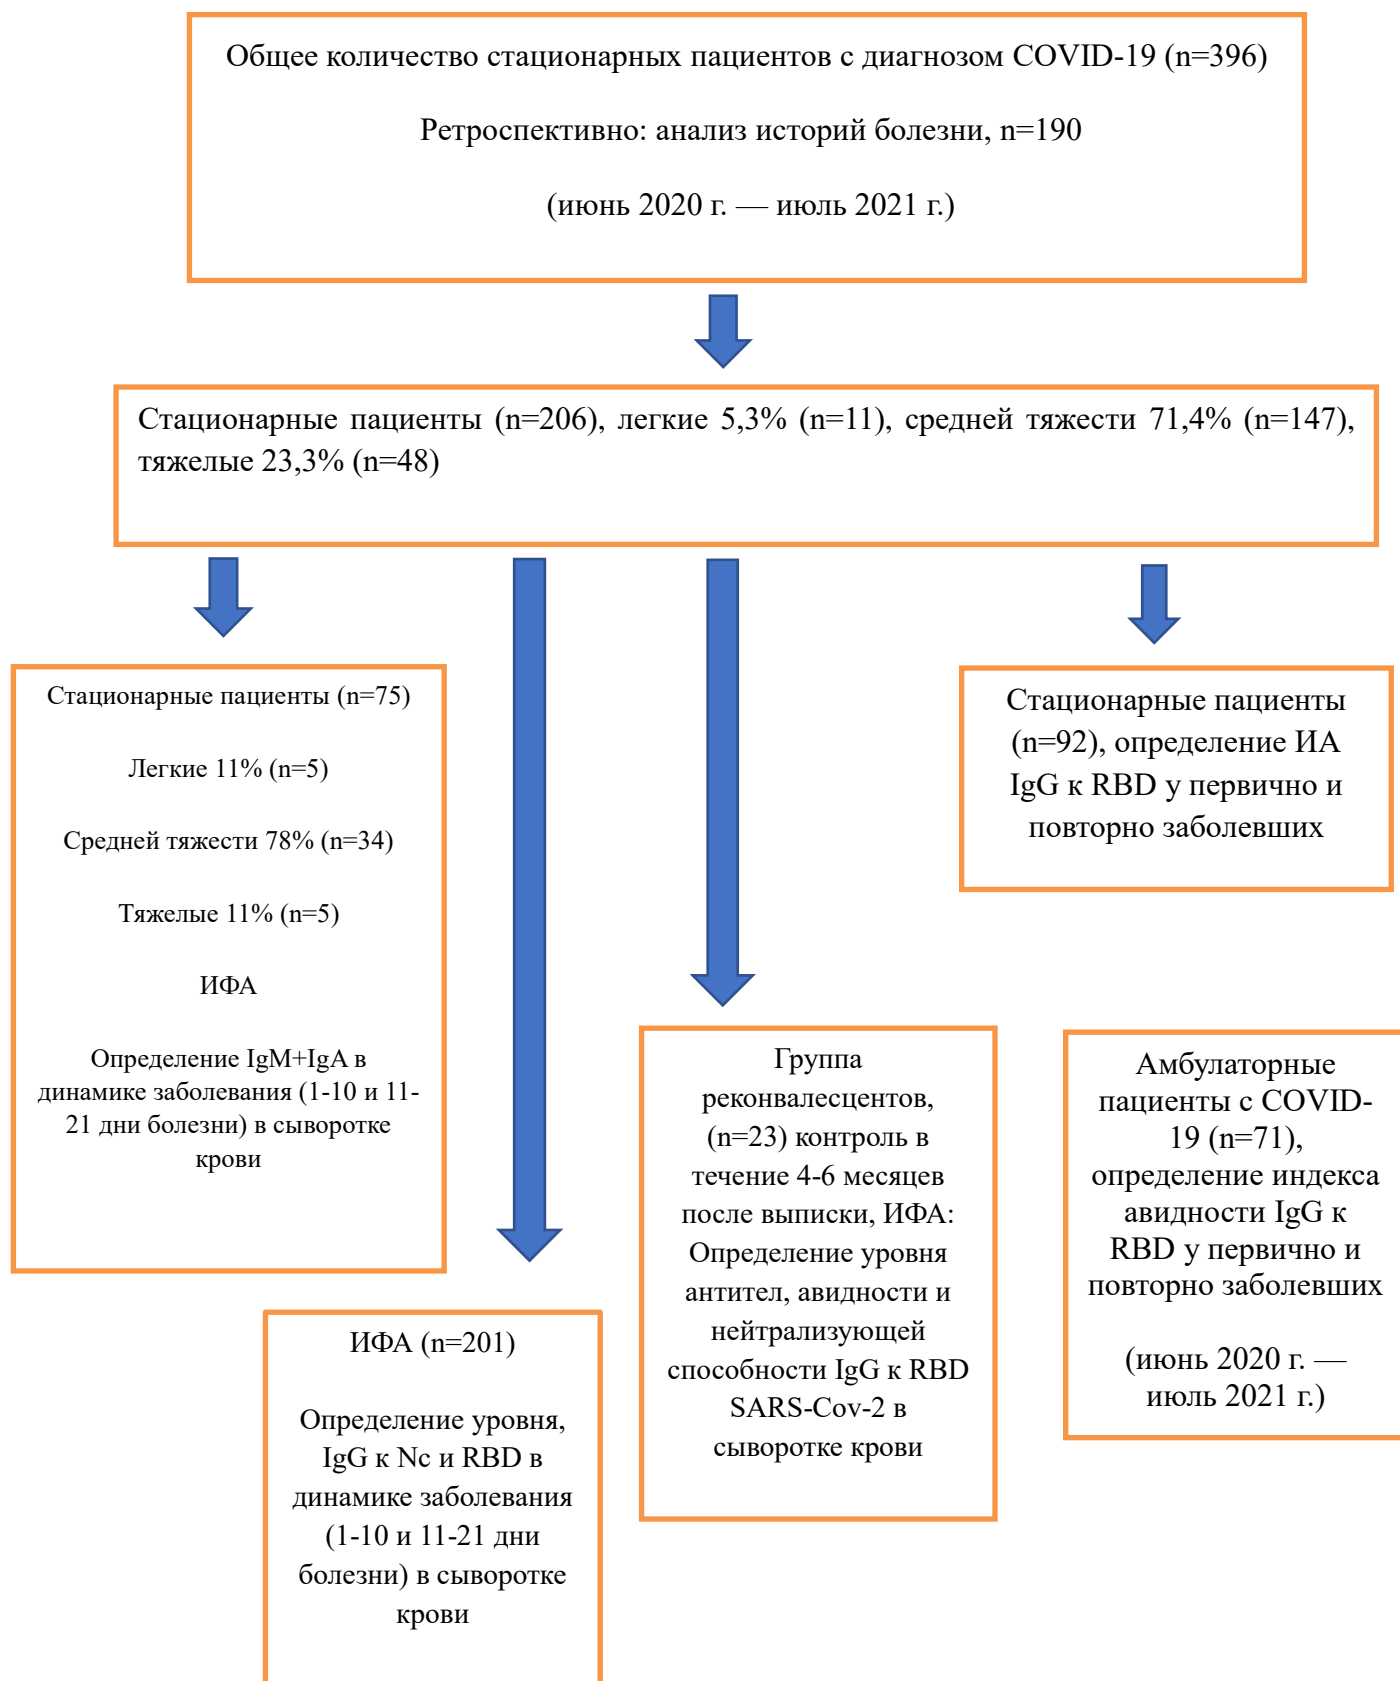 Общее количество стационарных пациентов с диагнозом COVID-19 (n=396)
Ретроспективно: анализ историй болезни, n=190
(июнь 2020 г. — июль 2021 г.)
Стационарные пациенты (n=206), легкие 5,3% (n=11), средней тяжести 71,4% (n=147),
тяжелые 23,3% (n=48)
Стационарные пациенты (n=75)
Легкие 11% (n=5)
Средней тяжести 78% (n=34)
Тяжелые 11% (n=5)
ИФА
Определение IgM+IgA в
динамике заболевания (1-10 и 11-
21 дни болезни) в сыворотке
крови
ИФА (n=201)
Определение уровня,
IgG к Nc и RBD в
динамике заболевания
(1-10 и 11-21 дни
болезни) в сыворотке
крови
Группа
реконвалесцентов,
(n=23) контроль в
течение 4-6 месяцев
после выписки, ИФА:
Определение уровня
антител, авидности и
нейтрализующей
способности IgG к RBD
SARS-Cov-2 в
сыворотке крови
Стационарные пациенты
(n=92), определение ИА
IgG к RBD у первично и
повторно заболевших
Амбулаторные
пациенты с COVID-
19 (n=71),
определение индекса
авидности IgG к
RBD у первично и
повторно заболевших
(июнь 2020 г. —
июль 2021 г.)